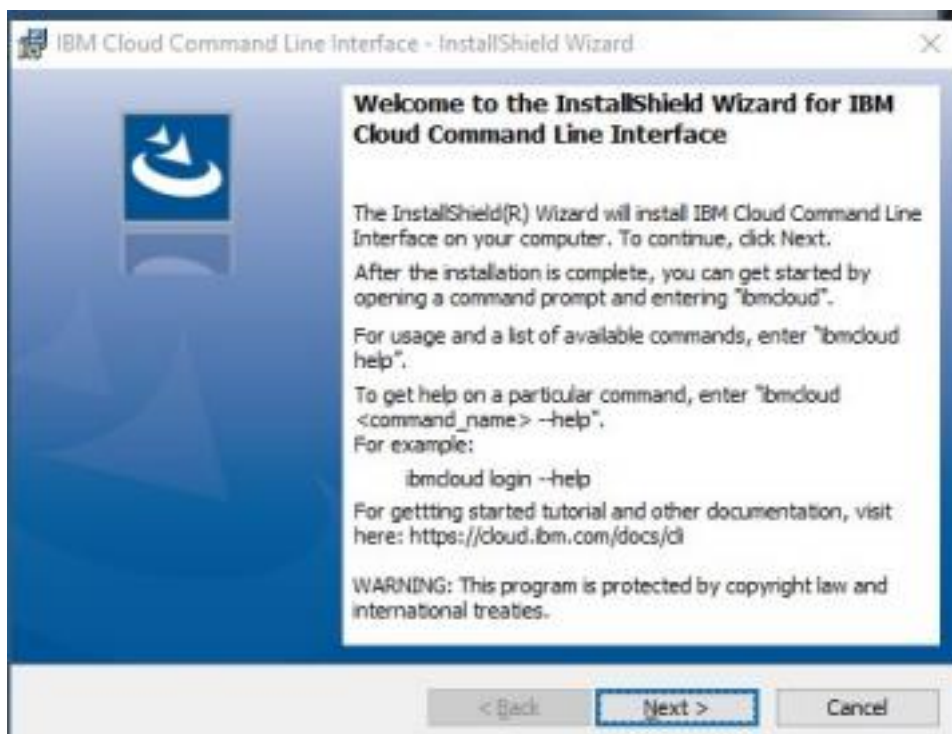 IBM Cloud Command Line Interface - InstallShield Wizard
Welcome to the InstallShield Wizard for IBM
Cloud Command Line Interface
The InstallShield(R) Wizard will install IBM Cloud Command Line
Interface on your computer. To continue, click Next.
After the installation is complete, you can get started by
opening a command prompt and entering "ibmcloud".
For usage and a list of available commands, enter "ibmcloud
help".
To get help on a particular command, enter "ibmcloud
<command_name> --help".
For example:
ibmcloud login --help
For gettting started tutorial and other documentation, visit
here: https://cloud.ibm.com/docs/cli
WARNING: This program is protected by copyright law and
international treaties.
< Back
Next >
Cancel